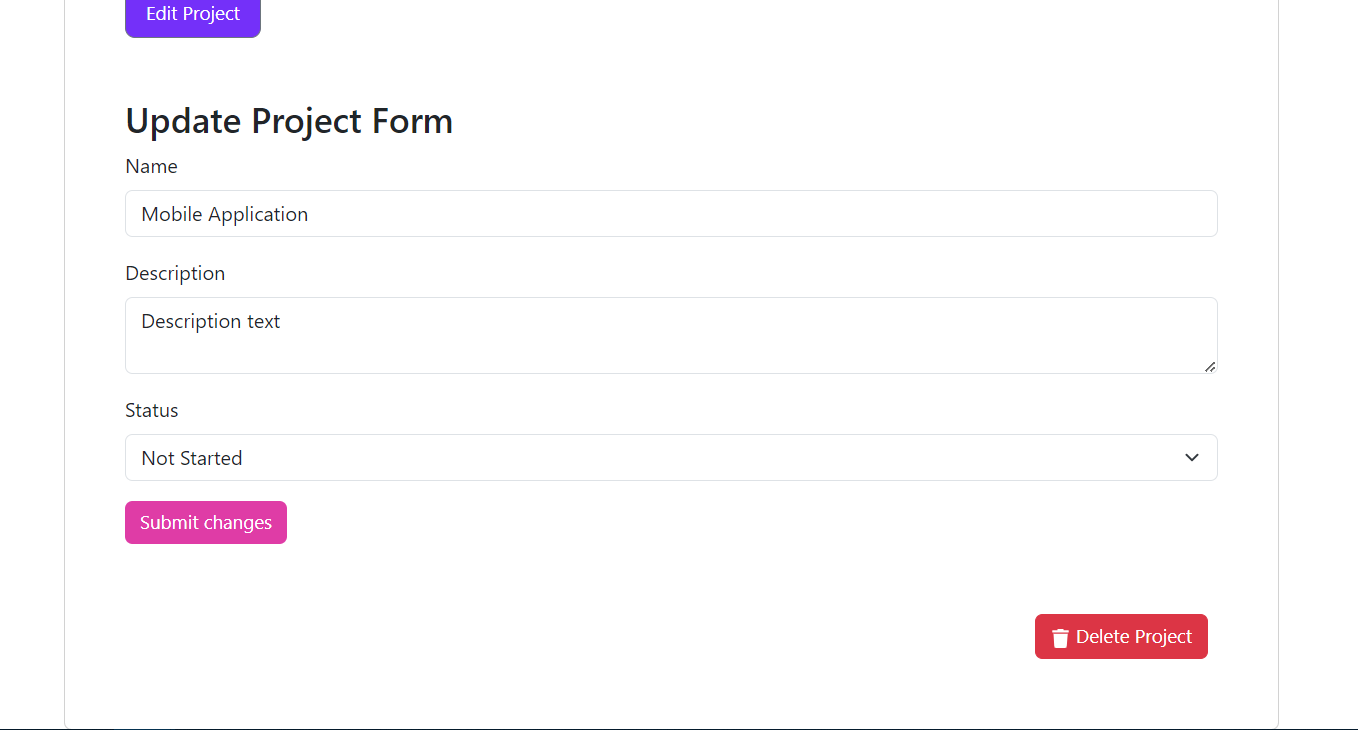 Edit Project
Update Project Form
Name
Mobile Application
Description
Description text
Status
Not Started
Submit changes
Delete Project